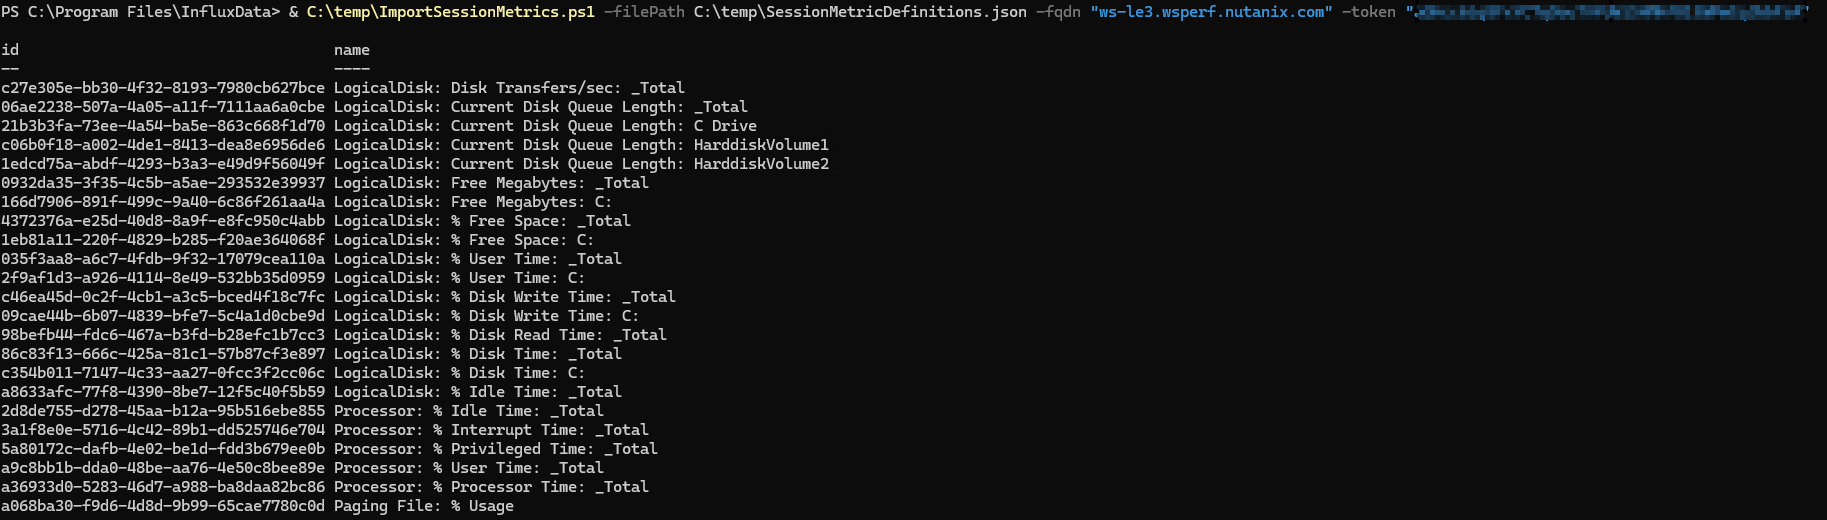 PS C:\Program Files\InfluxData> & C:\temp\ImportSessionMetrics.ps1 -filePath C:\temp\SessionMetricDefinitions.json -fqdn "ws-le3.wsperf.nutanix.com" -token "
id name
-- ----
c27e305e-bb30-4f32-8193-7980cb627bce LogicalDisk: Disk Transfers/sec: _Total
06ae2238-507a-4a05-a11f-7111aa6a0cbe LogicalDisk: Current Disk Queue Length: _Total
21b3b3fa-73ee-4a54-ba5e-863c668f1d70 LogicalDisk: Current Disk Queue Length: C Drive
c06b0f18-a002-4de1-8413-dea8e6956de6 LogicalDisk: Current Disk Queue Length: HarddiskVolume1
1edcd75a-abdf-4293-b3a3-e49d9f56049f LogicalDisk: Current Disk Queue Length: HarddiskVolume2
0932da35-3f35-4c5b-a5ae-293532e39937 LogicalDisk: Free Megabytes: _Total
166d7906-891f-499c-9a40-6c86f261aa4a LogicalDisk: Free Megabytes: C:
4372376a-e25d-40d8-8a9f-e8fc950c4abb LogicalDisk: % Free Space: _Total
1eb81a11-220f-4829-b285-f20ae364068f LogicalDisk: % Free Space: C:
035f3aa8-a6c7-4fdb-9f32-17079cea110a LogicalDisk: % User Time: _Total
2f9af1d3-a926-4114-8e49-532bb35d0959 LogicalDisk: % User Time: C:
c46ea45d-0c2f-4cb1-a3c5-bced4f18c7fc LogicalDisk: % Disk Write Time: _Total
09cae44b-6b07-4839-bfe7-5c4a1d0cbe9d LogicalDisk: % Disk Write Time: C:
98befb44-fdc6-467a-b3fd-b28efc1b7cc3 LogicalDisk: % Disk Read Time: _Total
86c83f13-666c-425a-81c1-57b87cf3e897 LogicalDisk: % Disk Time: _Total
c354b011-7147-4c33-aa27-0fcc3f2cc06c LogicalDisk: % Disk Time: C:
a8633afc-77f8-4390-8be7-12f5c40f5b59 LogicalDisk: % Idle Time: _Total
2d8de755-d278-45aa-b12a-95b516ebe855 Processor: % Idle Time: _Total
3a1f8e0e-5716-4c42-89b1-dd525746e704 Processor: % Interrupt Time: _Total
5a80172c-dafb-4e02-be1d-fdd3b679ee0b Processor: % Privileged Time: _Total
a9c8bb1b-dda0-48be-aa76-4e50c8bee89e Processor: % User Time: _Total
a36933d0-5283-46d7-a988-ba8daa82bc86 Processor: % Processor Time: _Total
a068ba30-f9d6-4d8d-9b99-65cae7780c0d Paging File: % Usage